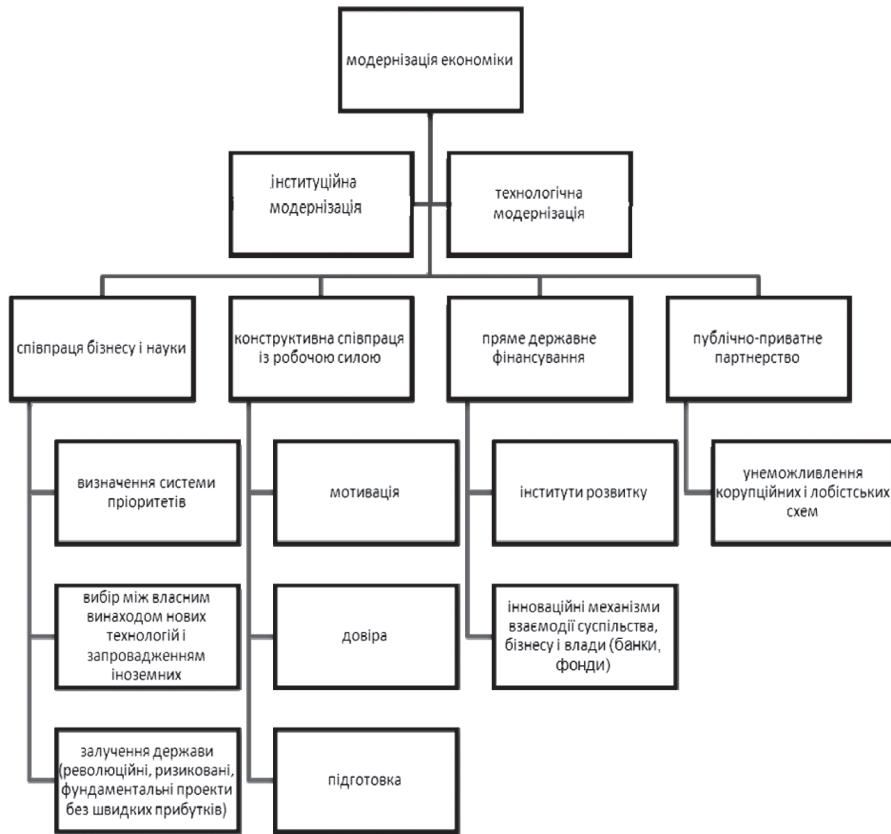 модернізація економіки
інституційна
модернізація
технологічна
модернізація
співпраця бізнесу і науки
конструктивна співпраця
із робочою силою
пряме державне
фінансування
публічно-приватне
партнерство
визначення системи
пріоритетів
вибір між власним
винаходом нових
технологій і
запровадженням
іноземних
залучення держави
(революційні, ризиковані,
фундаментальні проекти
без швидких прибутків)
мотивація
довіра
підготовка
інститути розвитку
інноваційні механізми
взаємодії суспільства,
бізнесу і влади (банки,
фонди)
унеможливлення
корупційних і лобістських
схем